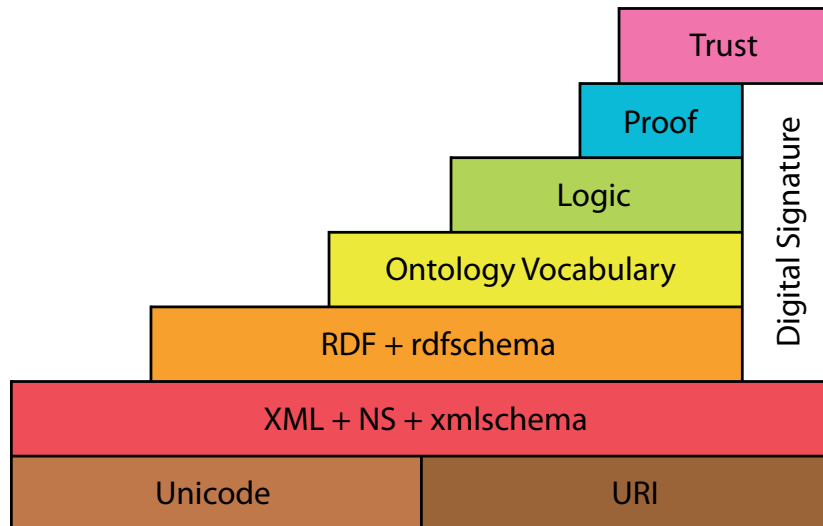 Trust
Proof
Digital Signature
Logic
Ontology Vocabulary
RDF + rdfschema
XML + NS + xmlschema
Unicode
URI